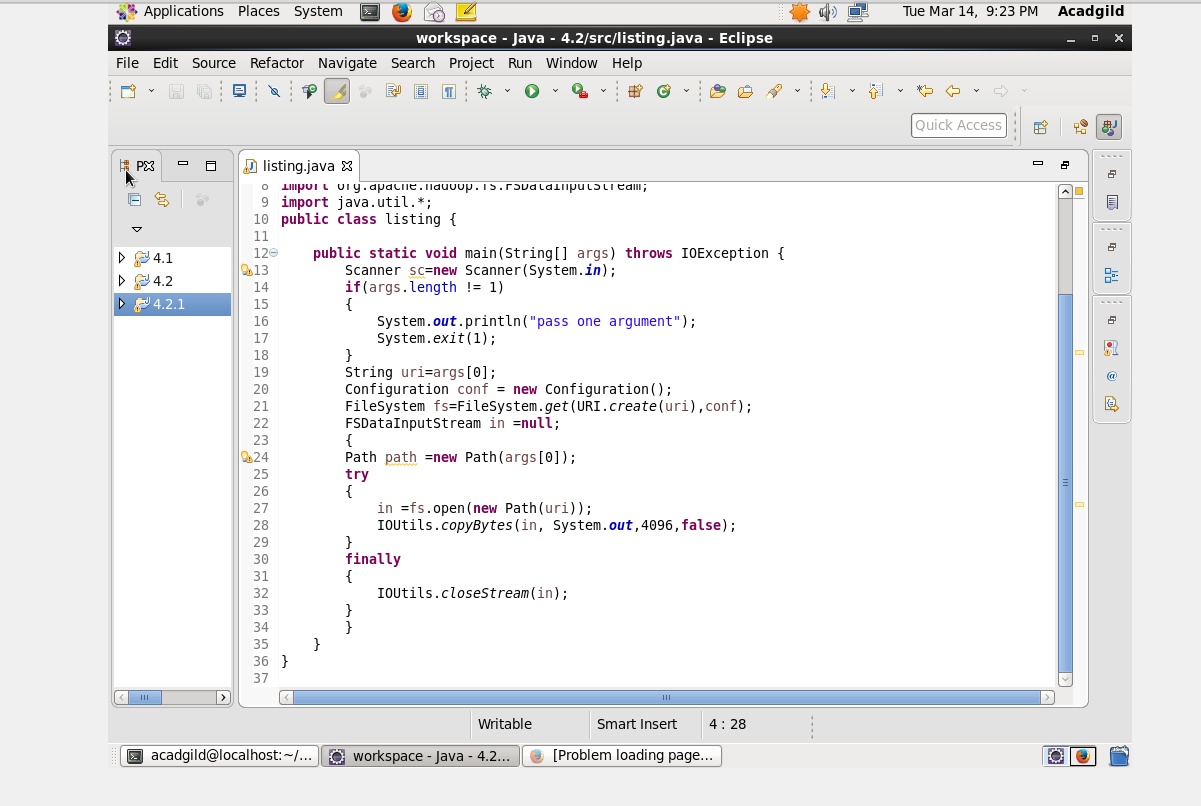 Applications Places System Tue Mar 14, 9:23 PM Acadgild
workspace - Java - 4.2/src/listing.java - Eclipse
File Edit Source Refactor Navigate Search Project Run Window Help
Quick Access
P
listing.java
4.1
4.2
4.2.1
8 import org.apache.hadoop.fs.FSDataInputStream;
9 import java.util.*;
10 public class listing {
11
12 public static void main(String[] args) throws IOException {
13 Scanner sc=new Scanner(System.in);
14 if(args.length != 1)
15 {
16 System.out.println("pass one argument");
17 System.exit(1);
18 }
19 String uri=args[0];
20 Configuration conf = new Configuration();
21 FileSystem fs=FileSystem.get(URI.create(uri),conf);
22 FSDataInputStream in =null;
23 {
24 Path path =new Path(args[0]);
25 try
26 {
27 in =fs.open(new Path(uri));
28 IOUtils.copyBytes(in, System.out,4096,false);
29 }
30 finally
31 {
32 IOUtils.closeStream(in);
33 }
34 }
35 }
36 }
37
Writable Smart Insert 4 : 28
acadgild@localhost:~/... workspace - Java - 4.2... [Problem loading page...